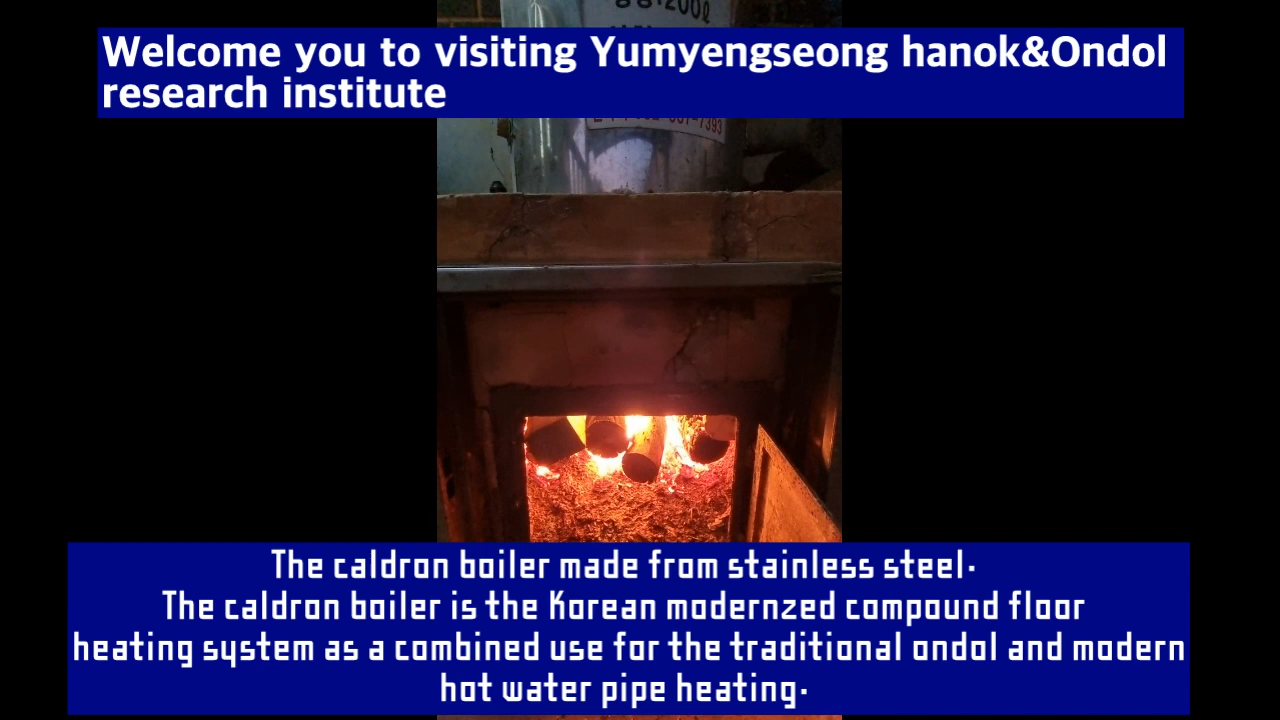 200ℓ
Welcome you to visiting Yumyengseong hanok&Ondol
research institute
The caldron boiler made from stainless steel.
The caldron boiler is the Korean modernzed compound floor
heating system as a combined use for the traditional ondol and modern
hot water pipe heating.